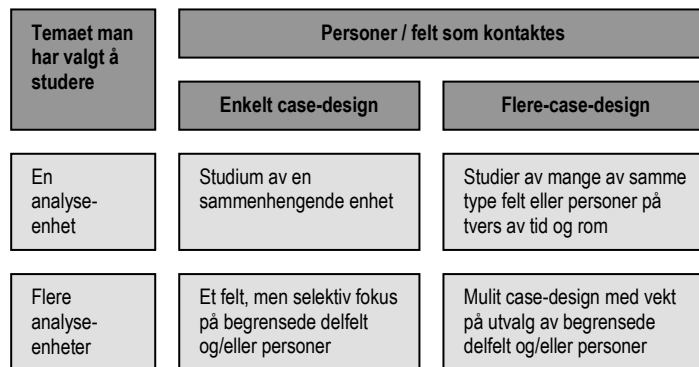 Temaet man
har valgt å
studere
Personer / felt som kontaktes
Enkelt case-design
Flere-case-design
En
analyse-
enhet
Studium av en
sammenhengende enhet
Studier av mange av samme
type felt eller personer på
tvers av tid og rom
Flere
analyse-
enheter
Et felt, men selektiv fokus
på begrensede delfelt
og/eller personer
Mulit case-design med vekt
på utvalg av begrensede
delfelt og/eller personer